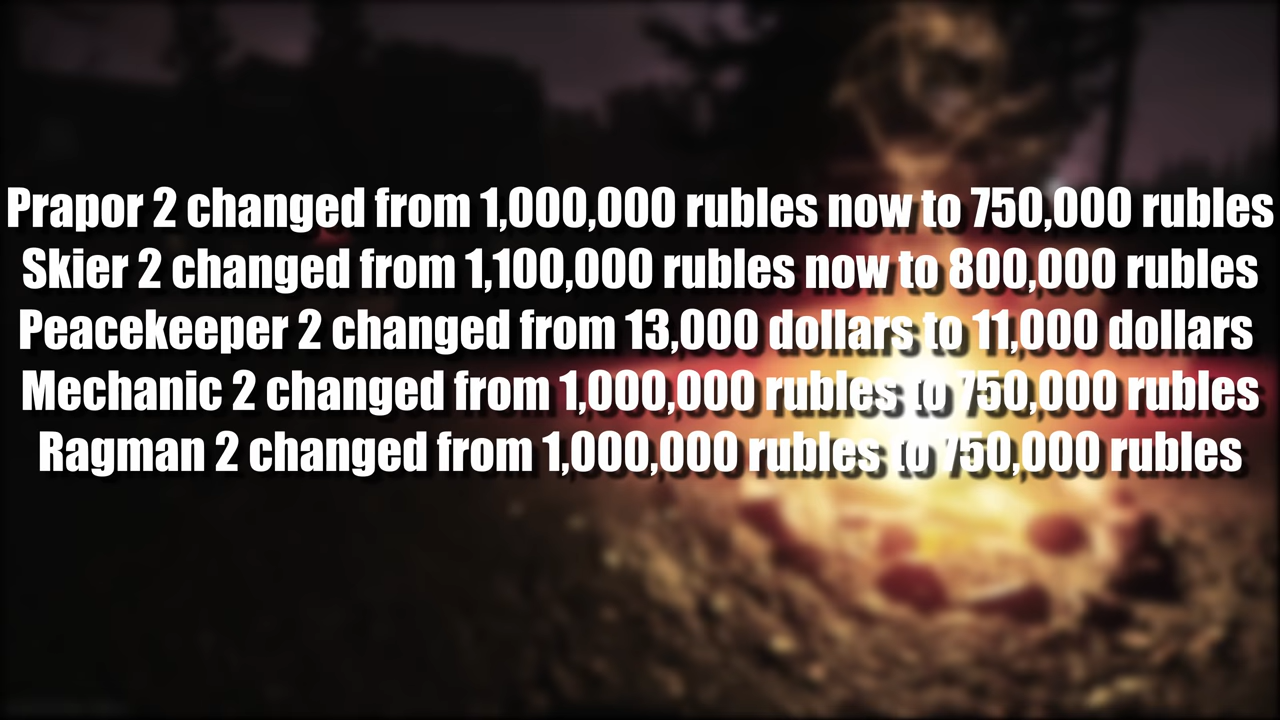 Prapor 2 changed from 1,000,000 rubles now to 750,000 rubles
Skier 2 changed from 1,100,000 rubles now to 800,000 rubles
Peacekeeper 2 changed from 13,000 dollars to 11,000 dollars
Mechanic 2 changed from 1,000,000 rubles to 750,000 rubles
Ragman 2 changed from 1,000,000 rubles to 750,000 rubles